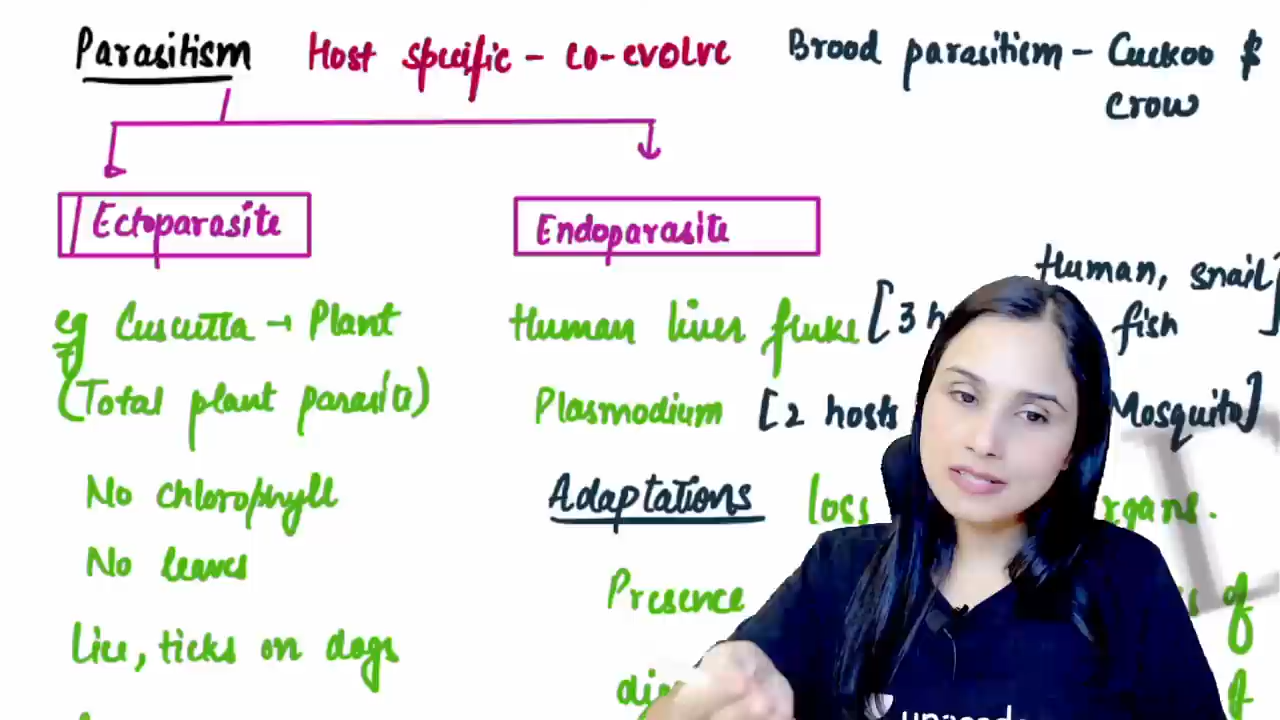 Parasitism Host specific - co-evolve Brood parasitism - Cuckoo &
crow
Ectoparasite Endoparasite
Human, snail
eg Cuscutta → Plant Human liver fluke [3 fish]
(Total plant parasite) Plasmodium [2 hosts Mosquito]
No chlorophyll Adaptations loss
No leaves Presence of
Lice, ticks on dogs